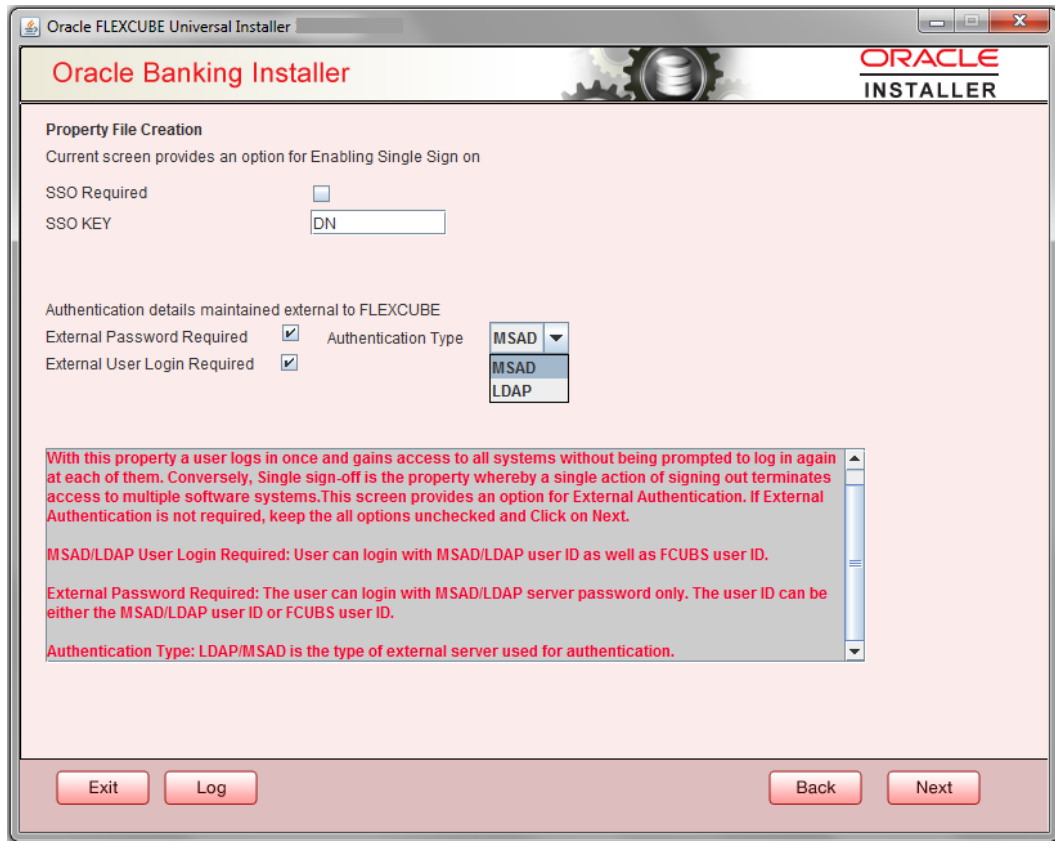 Oracle FLEXCUBE Universal Installer
Oracle Banking Installer
ORACLE
INSTALLER
Property File Creation
Current screen provides an option for Enabling Single Sign on
SSO Required
SSO KEY DN
Authentication details maintained external to FLEXCUBE
External Password Required Authentication Type MSAD
External User Login Required
MSAD
LDAP
With this property a user logs in once and gains access to all systems without being prompted to log in again
at each of them. Conversely, Single sign-off is the property whereby a single action of signing out terminates
access to multiple software systems.This screen provides an option for External Authentication. If External
Authentication is not required, keep the all options unchecked and Click on Next.
MSAD/LDAP User Login Required: User can login with MSAD/LDAP user ID as well as FCUBS user ID.
External Password Required: The user can login with MSAD/LDAP server password only. The user ID can be
either the MSAD/LDAP user ID or FCUBS user ID.
Authentication Type: LDAP/MSAD is the type of external server used for authentication.
Exit Log Back Next